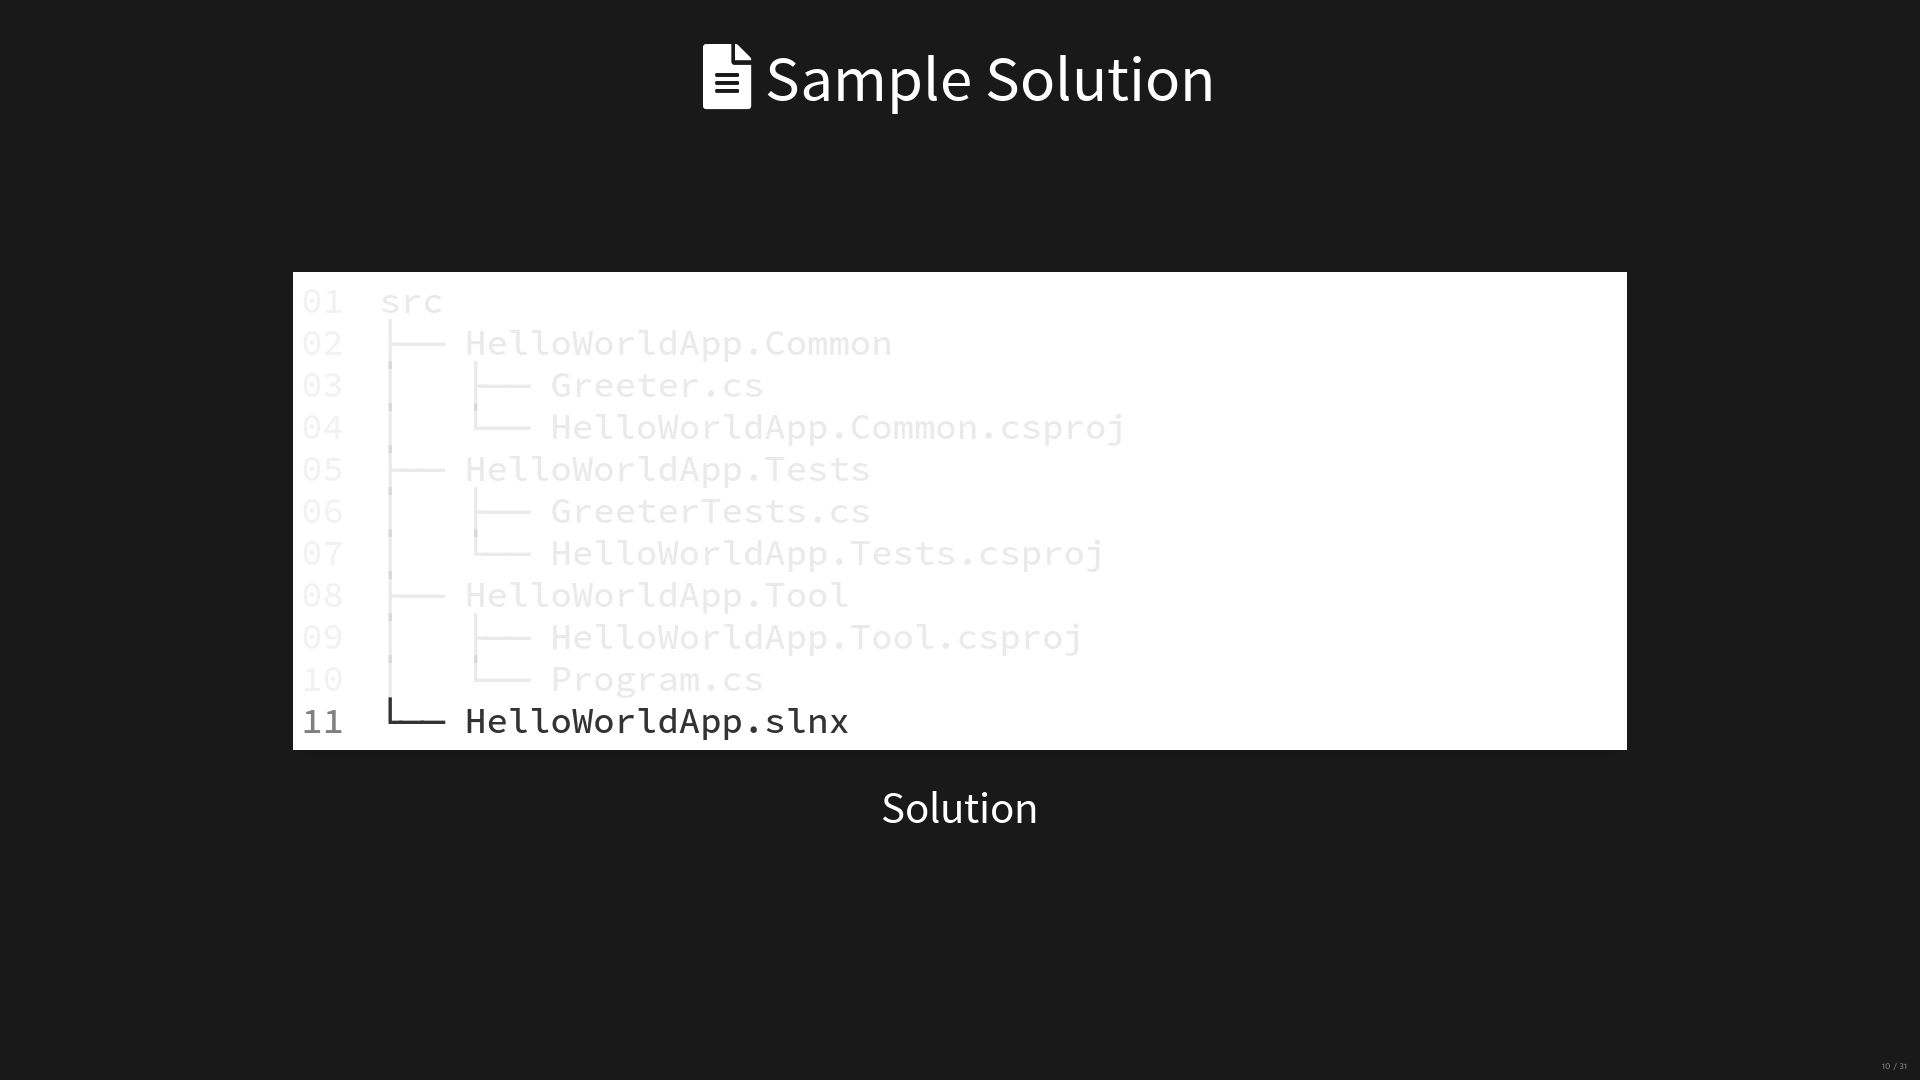 Sample Solution
01 src
02 ├── HelloWorldApp.Common
03 │   ├── Greeter.cs
04 │   └── HelloWorldApp.Common.csproj
05 ├── HelloWorldApp.Tests
06 │   ├── GreeterTests.cs
07 │   └── HelloWorldApp.Tests.csproj
08 ├── HelloWorldApp.Tool
09 │   ├── HelloWorldApp.Tool.csproj
10 │   └── Program.cs
11 └── HelloWorldApp.slnx
Solution
10 / 31